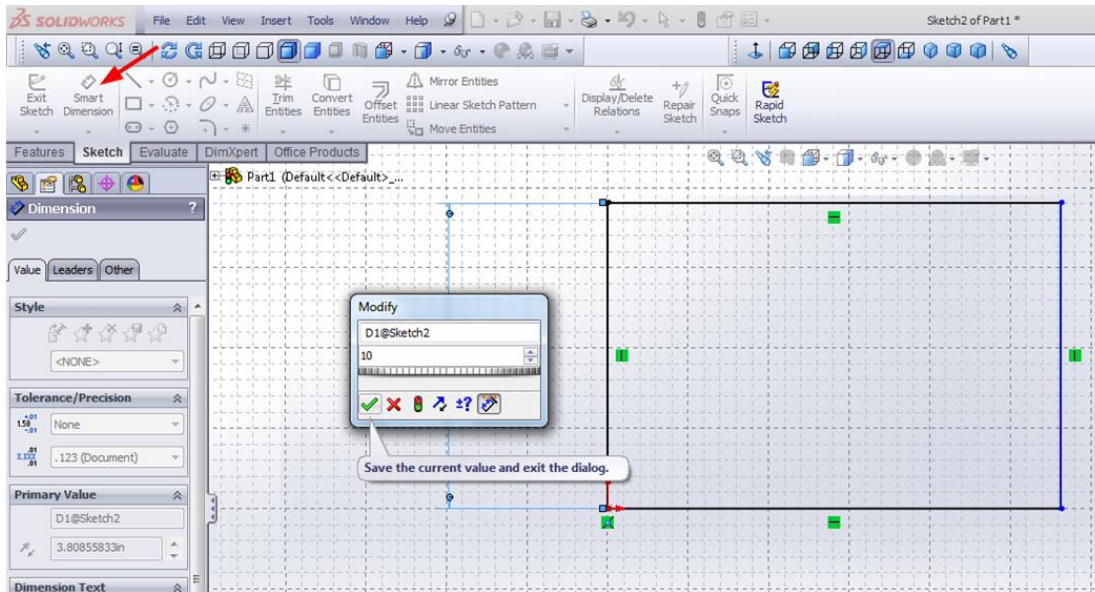 SOLIDWORKS File Edit View Insert Tools Window Help Sketch2 of Part1 *
Exit Sketch
Smart Dimension
Trim Entities
Convert Entities
Offset Entities
Mirror Entities
Linear Sketch Pattern
Move Entities
Display/Delete Relations
Repair Sketch
Quick Snaps
Rapid Sketch
Features Sketch Evaluate DimXpert Office Products
Part1 (Default<<Default>_...
Dimension ?
Value Leaders Other
Style
<NONE>
Tolerance/Precision
None
.123 (Document)
Primary Value
D1@Sketch2
3.80855833in
Dimension Text
Modify
D1@Sketch2
10
±?
Save the current value and exit the dialog.